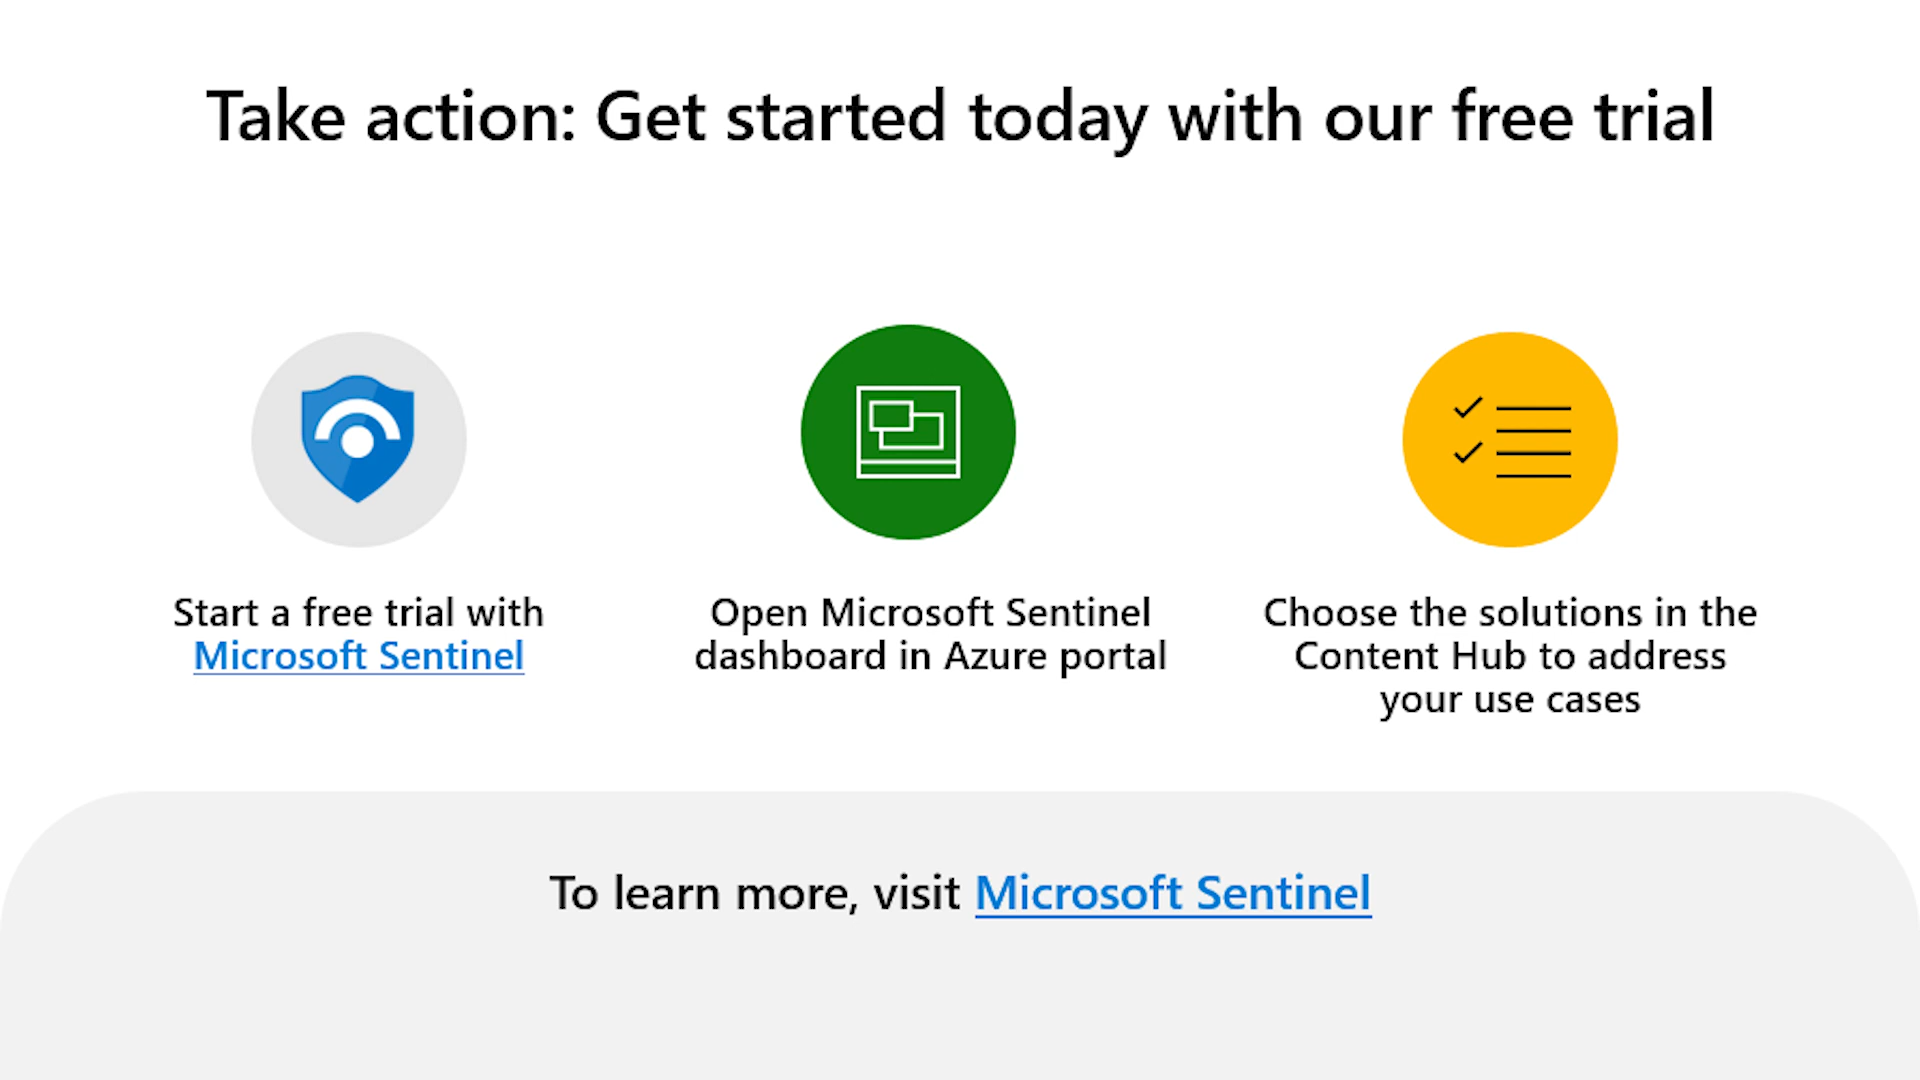 Take action: Get started today with our free trial
Start a free trial with
Microsoft Sentinel
Open Microsoft Sentinel
dashboard in Azure portal
Choose the solutions in the
Content Hub to address
your use cases
To learn more, visit Microsoft Sentinel